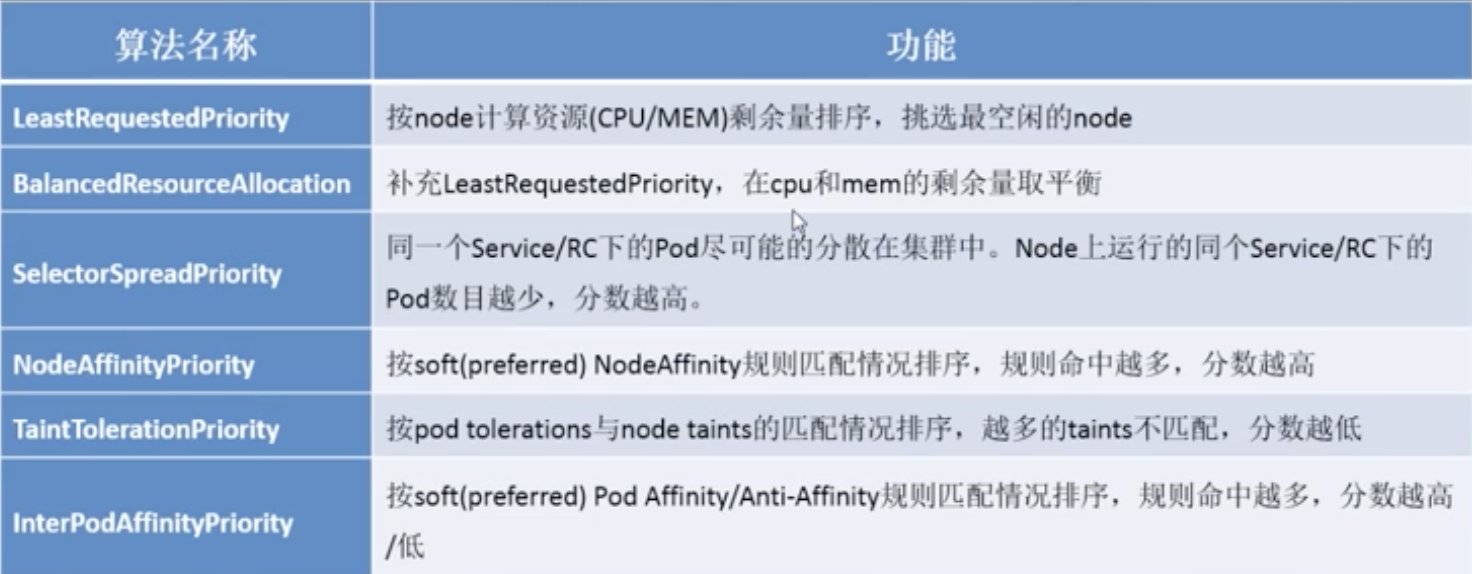 算法名称
功能
LeastRequestedPriority
按node计算资源(CPU/MEM)剩余量排序，挑选最空闲的node
BalancedResourceAllocation
补充LeastRequestedPriority，在cpu和mem的剩余量取平衡
SelectorSpreadPriority
同一个Service/RC下的Pod尽可能的分散在集群中。Node上运行的同个Service/RC下的
Pod数目越少，分数越高。
NodeAffinityPriority
按soft(preferred) NodeAffinity规则匹配情况排序，规则命中越多，分数越高
TaintTolerationPriority
按pod tolerations与node taints的匹配情况排序，越多的taints不匹配，分数越低
InterPodAffinityPriority
按soft(preferred) Pod Affinity/Anti-Affinity规则匹配情况排序，规则命中越多，分数越高
/低